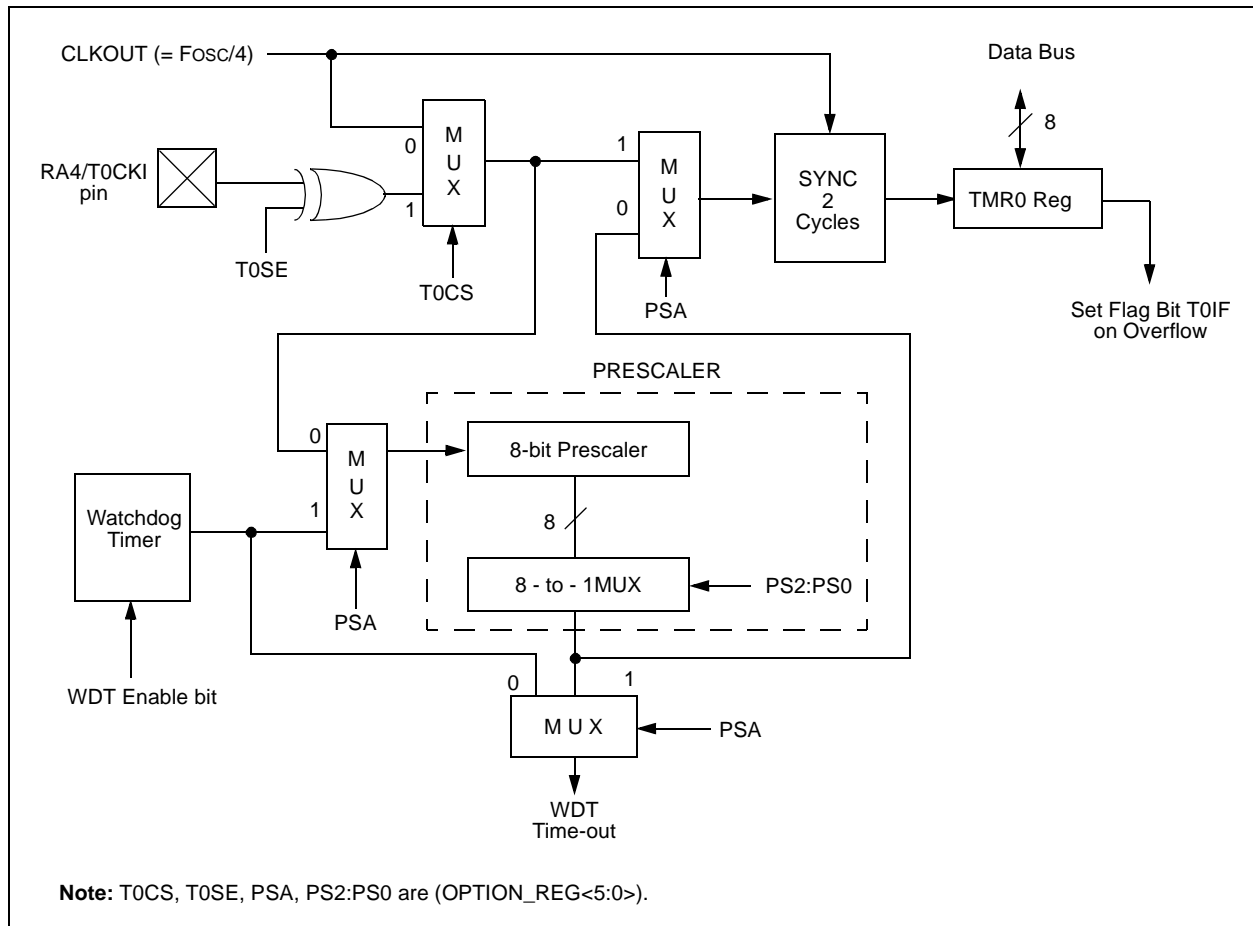 CLKOUT (= FOSC/4)
Data Bus
8
M
U
X
0
1
RA4/T0CKI
pin
T0SE
T0CS
1
0
M
U
X
PSA
SYNC
2
Cycles
TMR0 Reg
Set Flag Bit T0IF
on Overflow
PRESCALER
0
1
M
U
X
8-bit Prescaler
Watchdog
Timer
8
8 - to - 1MUX
PS2:PS0
PSA
WDT Enable bit
0
1
M U X
PSA
WDT
Time-out
Note: T0CS, T0SE, PSA, PS2:PS0 are (OPTION_REG<5:0>).